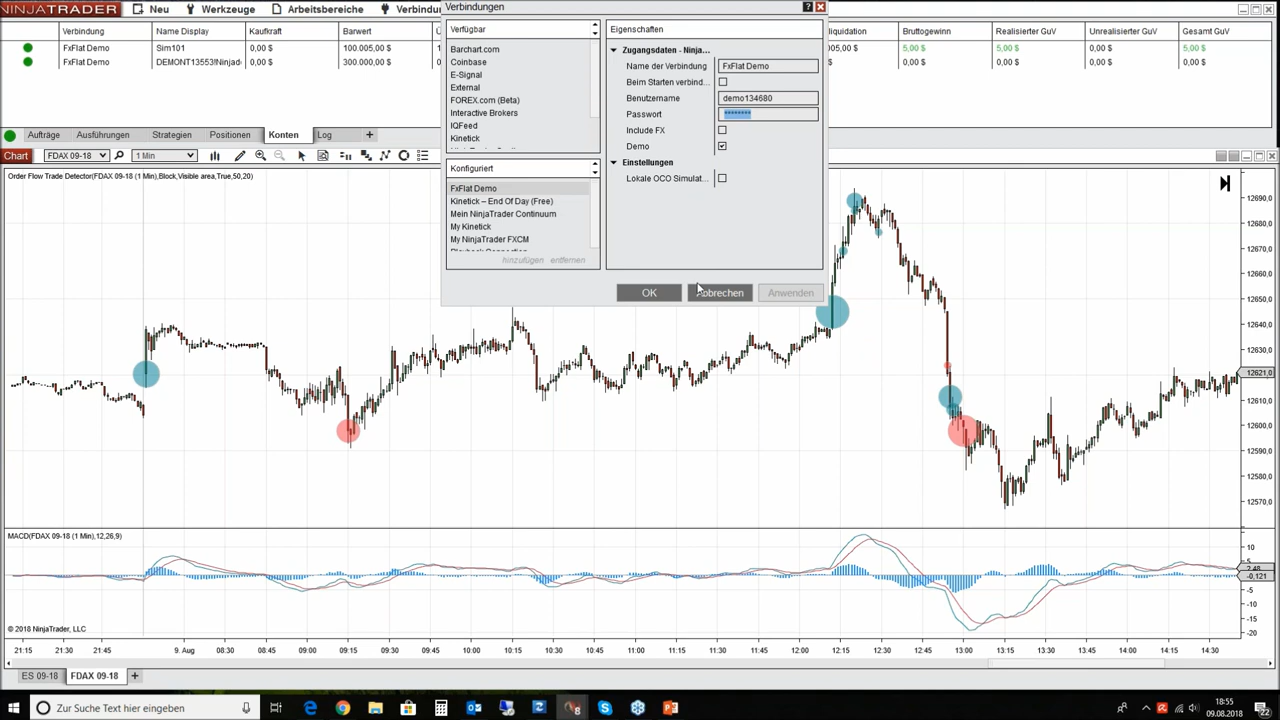 NINJATRADER
Neu
Werkzeuge
Arbeitsbereiche
Verbindun
Verbindung
Name Display
Kaufkraft
Barwert
FxFlat Demo
Sim101
0,00 $
100.005,00 $
FxFlat Demo
DEMONT13553!Ninjad
0,00 $
300.000,00 $
liquidation
Bruttogewinn
Realisierter GuV
Unrealisierter GuV
Gesamt GuV
005,00 $
5,00 $
5,00 $
0,00 $
5,00 $
0,00 $
0,00 $
0,00 $
0,00 $
Verbindungen
Verfügbar
Barchart.com
Coinbase
E-Signal
External
FOREX.com (Beta)
Interactive Brokers
IQFeed
Kinetick
Konfiguriert
FxFlat Demo
Kinetick – End Of Day (Free)
Mein NinjaTrader Continuum
My Kinetick
My NinjaTrader FXCM
Playback Connection
hinzufügen entfernen
Eigenschaften
Zugangsdaten - Ninja...
Name der Verbindung
FxFlat Demo
Beim Starten verbind...
Benutzername
demo134680
Passwort
********
Include FX
Demo
Einstellungen
Lokale OCO Simulat...
OK
Abbrechen
Anwenden
Aufträge
Ausführungen
Strategien
Positionen
Konten
Log
+
Chart
FDAX 09-18
1 Min
Order Flow Trade Detector(FDAX 09-18 (1 Min),Block,Visible area,True,50,20)
12690,0
12680,0
12670,0
12660,0
12650,0
12640,0
12630,0
12621,0
12610,0
12600,0
12590,0
12580,0
12570,0
MACD(FDAX 09-18 (1 Min),12,26,9)
10
5
-0,121
-5
-10
-15
-20
© 2018 NinjaTrader, LLC
21:15
21:30
21:45
9. Aug
08:30
08:45
09:00
09:15
09:30
09:45
10:00
10:15
10:30
10:45
11:00
11:15
11:30
11:45
12:00
12:15
12:30
12:45
13:00
13:15
13:30
13:45
14:00
14:15
14:30
ES 09-18
FDAX 09-18
+
Zur Suche Text hier eingeben
18:55
09.08.2018
22